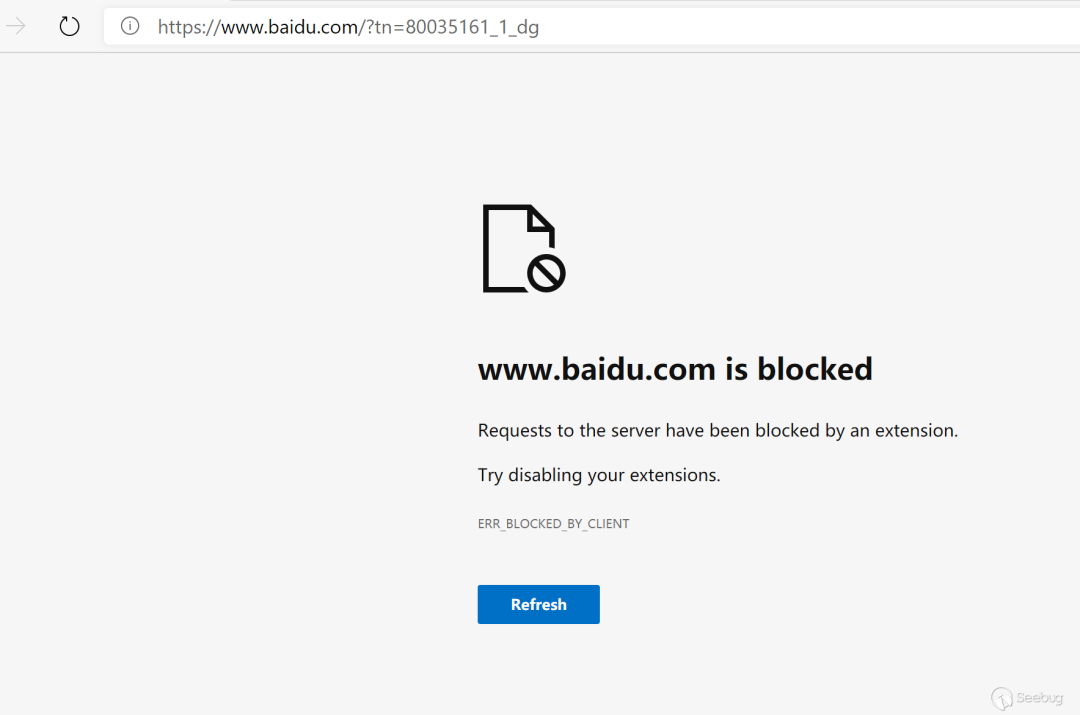 https://www.baidu.com/?tn=80035161_1_dg
www.baidu.com is blocked
Requests to the server have been blocked by an extension.
Try disabling your extensions.
ERR_BLOCKED_BY_CLIENT
Refresh
Seebug